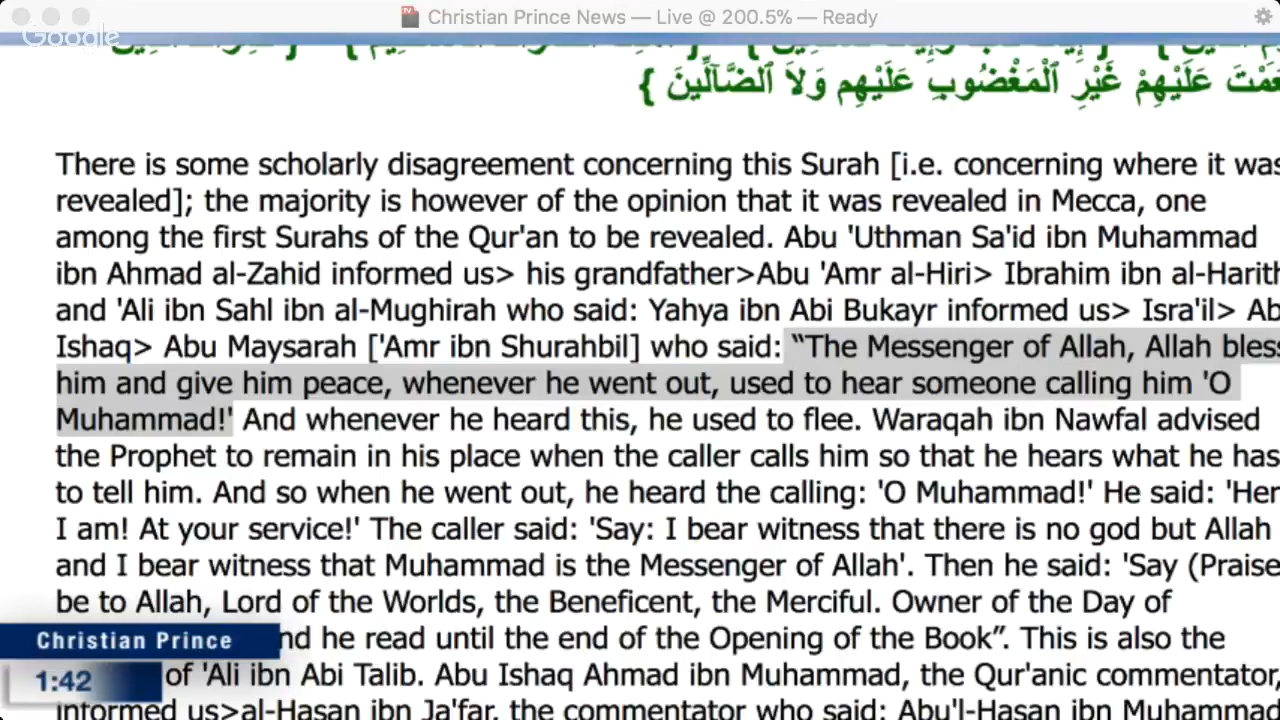 Christian Prince News — Live @ 200.5% — Ready
Google
عَلَيْهِمْ غَيْرِ ٱلْمَغْضُوبِ عَلَيْهِم وَلاَ ٱلضَّآلِّينَ }
There is some scholarly disagreement concerning this Surah [i.e. concerning where it was
revealed]; the majority is however of the opinion that it was revealed in Mecca, one
among the first Surahs of the Qur'an to be revealed. Abu 'Uthman Sa'id ibn Muhammad
ibn Ahmad al-Zahid informed us> his grandfather>Abu 'Amr al-Hiri> Ibrahim ibn al-Harith
and 'Ali ibn Sahl ibn al-Mughirah who said: Yahya ibn Abi Bukayr informed us> Isra'il> Ab
Ishaq> Abu Maysarah ['Amr ibn Shurahbil] who said: “The Messenger of Allah, Allah bless
him and give him peace, whenever he went out, used to hear someone calling him 'O
Muhammad!' And whenever he heard this, he used to flee. Waraqah ibn Nawfal advised
the Prophet to remain in his place when the caller calls him so that he hears what he has
to tell him. And so when he went out, he heard the calling: 'O Muhammad!' He said: 'Her
I am! At your service!' The caller said: 'Say: I bear witness that there is no god but Allah
and I bear witness that Muhammad is the Messenger of Allah'. Then he said: 'Say (Praise
be to Allah, Lord of the Worlds, the Beneficent, the Merciful. Owner of the Day of
Christian Prince
nd he read until the end of the Opening of the Book”. This is also the
1:42
of 'Ali ibn Abi Talib. Abu Ishaq Ahmad ibn Muhammad, the Qur'anic commentator,
informed us>al-Hasan ibn Ja'far, the commentator who said: Abu'l-Hasan ibn Muhammad